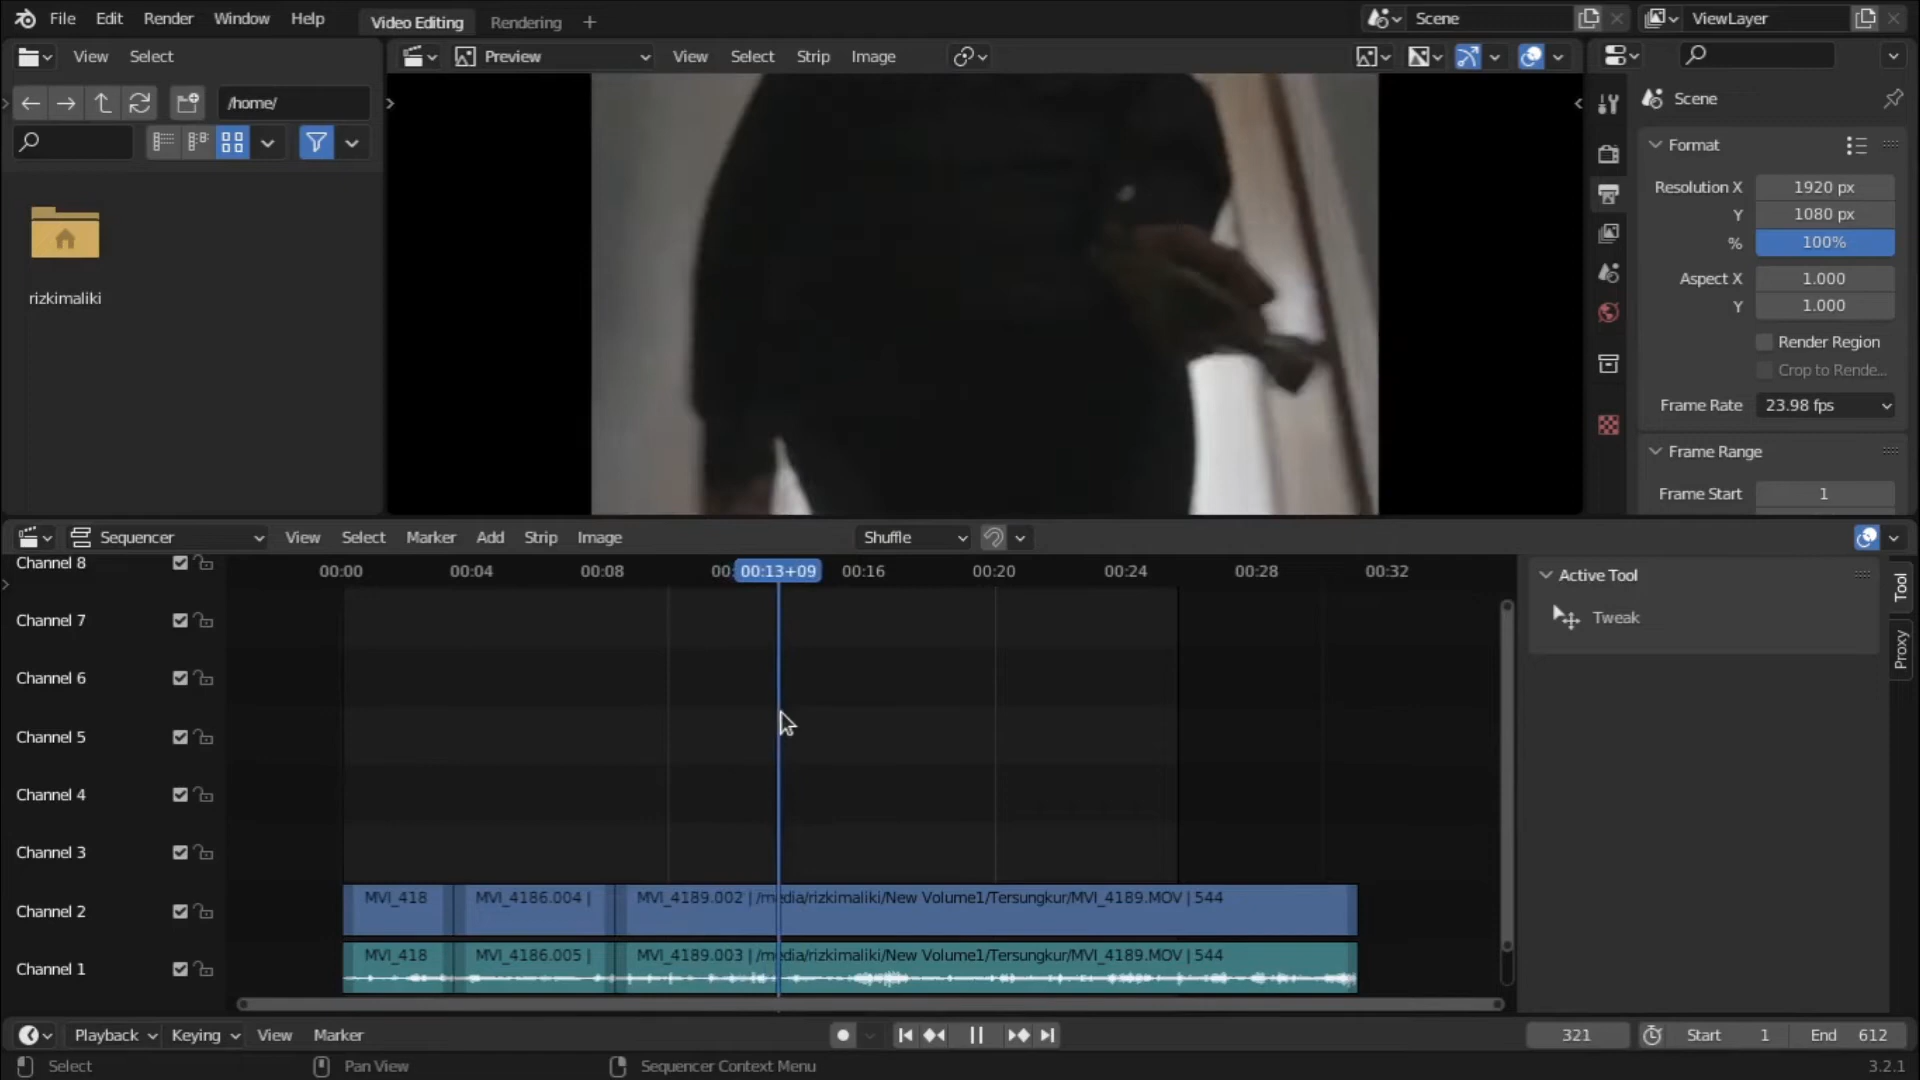 File Edit Render Window Help Video Editing Rendering + Scene ViewLayer
View Select Preview View Select Strip Image
/home/
Scene
rizkimaliki
Format
Resolution X 1920 px
Y 1080 px
% 100%
Aspect X 1.000
Y 1.000
Render Region
Crop to Rende...
Frame Rate 23.98 fps
Frame Range
Frame Start 1
Sequencer View Select Marker Add Strip Image Shuffle
00:00 00:04 00:08 00: 00:13+09 00:16 00:20 00:24 00:28 00:32
Active Tool
Tweak
Tool
Proxy
Channel 8
Channel 7
Channel 6
Channel 5
Channel 4
Channel 3
Channel 2 MVI_418 MVI_4186.004 | MVI_4189.002 | /media/rizkimaliki/New Volume1/Tersungkur/MVI_4189.MOV | 544
Channel 1 MVI_418 MVI_4186.005 | MVI_4189.003 | /media/rizkimaliki/New Volume1/Tersungkur/MVI_4189.MOV | 544
Playback Keying View Marker 321 Start 1 End 612
Select Pan View Sequencer Context Menu 3.2.1